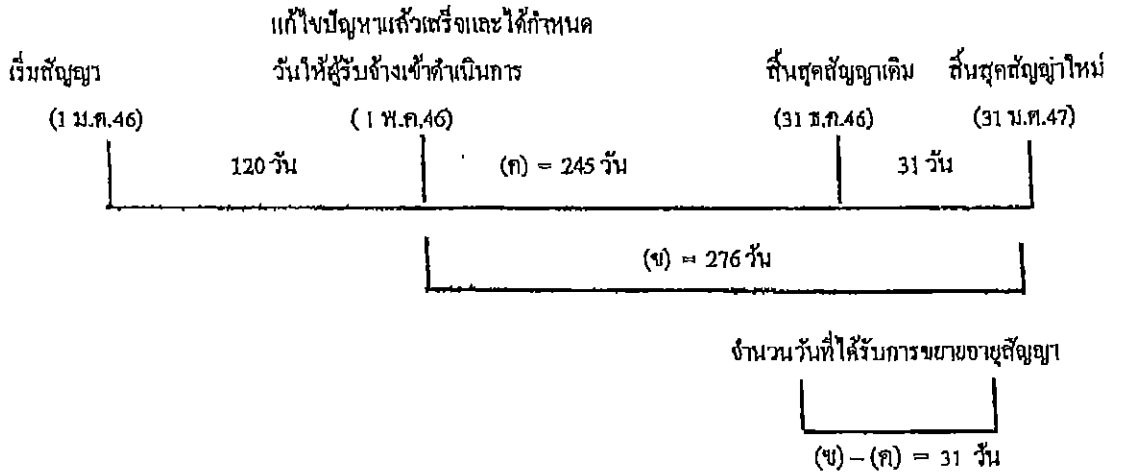 แก้ไขปัญหาแล้วเสร็จและได้กำหนด
เริ่มสัญญา วันให้ผู้รับจ้างเข้าดำเนินการ สิ้นสุดสัญญาเดิม สิ้นสุดสัญญาใหม่
(1 ม.ค.46) (1 พ.ค.46) (31 ธ.ค.46) (31 ม.ค.47)
120 วัน (ค) = 245 วัน 31 วัน
(ข) = 276 วัน
จำนวนวันที่ได้รับการขยายอายุสัญญา
(ข) – (ค) = 31 วัน